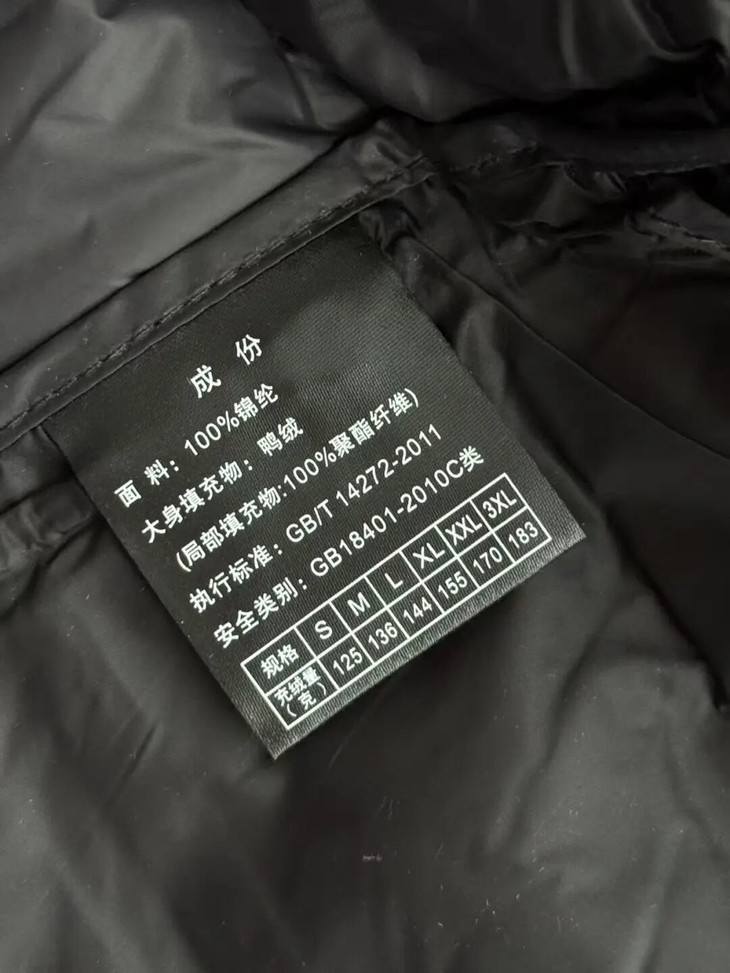 成 份
面 料：100%锦纶
大身填充物：鸭绒
(局部填充物:100%聚酯纤维)
执行标准：GB/T 14272-2011
安全类别：GB18401-2010C类
规格 S M L XL XXL 3XL
充绒量(克) 125 136 144 155 170 183